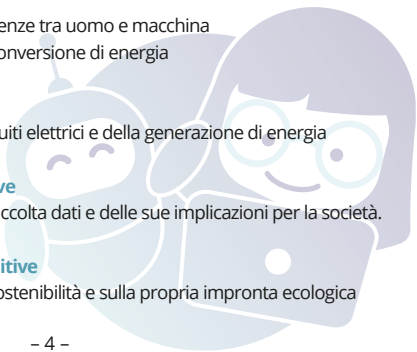 enze tra uomo e macchina
onversione di energia
uiti elettrici e della generazione di energia
ve
accolta dati e delle sue implicazioni per la società.
itive
ostenibilità e sulla propria impronta ecologica
– 4 –